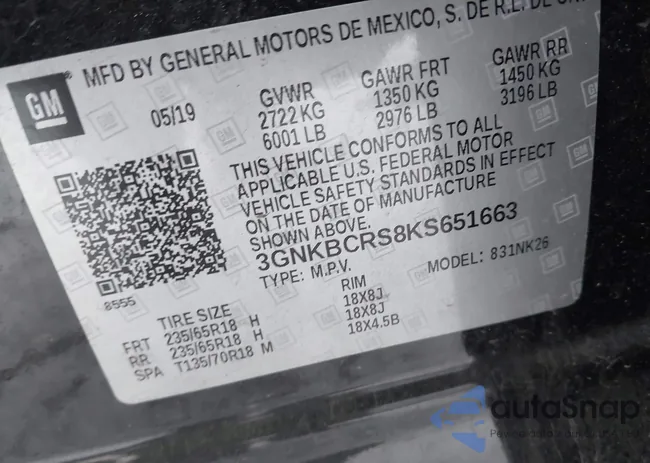 MFD BY GENERAL MOTORS DE MEXICO, S. DE R.L. DE
GM
05/19
GVWR GAWR FRT GAWR RR
2722 KG 1350 KG 1450 KG
6001 LB 2976 LB 3196 LB
THIS VEHICLE CONFORMS TO ALL
APPLICABLE U.S. FEDERAL MOTOR
VEHICLE SAFETY STANDARDS IN EFFECT
ON THE DATE OF MANUFACTURE
SHOWN ABOVE.
3GNKBCRS8KS651663
TYPE: M.P.V. MODEL: 831NK26
8555
TIRE SIZE RIM
FRT 235/65R18 H 18X8J
RR 235/65R18 H 18X8J
SPA T135/70R18 M 18X4.5B
autoSnap